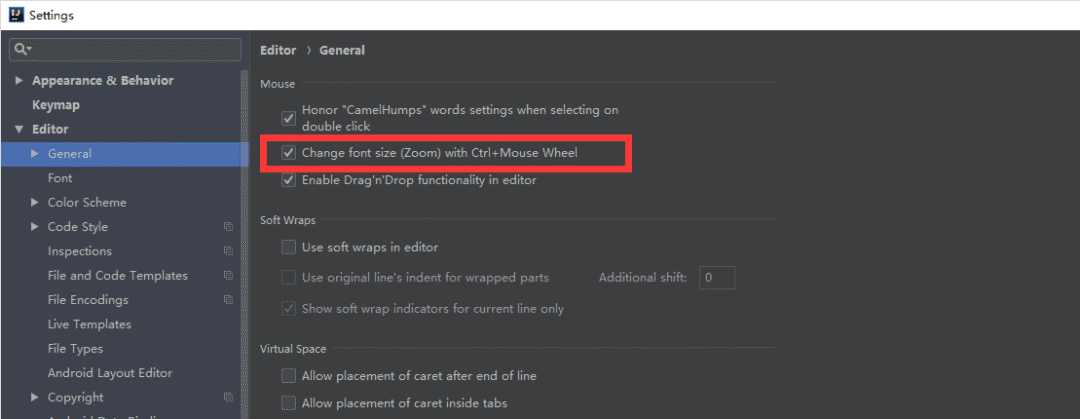 Settings
Appearance & Behavior
Keymap
Editor
General
Font
Color Scheme
Code Style
Inspections
File and Code Templates
File Encodings
Live Templates
File Types
Android Layout Editor
Copyright
Editor › General
Mouse
Honor "CamelHumps" words settings when selecting on
double click
Change font size (Zoom) with Ctrl+Mouse Wheel
Enable Drag'n'Drop functionality in editor
Soft Wraps
Use soft wraps in editor
Use original line's indent for wrapped parts Additional shift: 0
Show soft wrap indicators for current line only
Virtual Space
Allow placement of caret after end of line
Allow placement of caret inside tabs